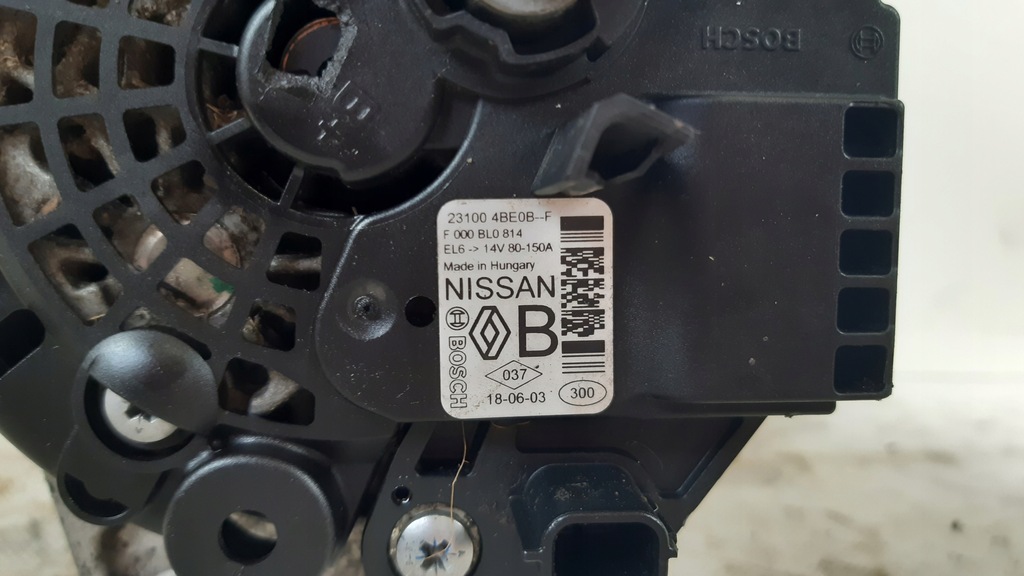 BOSCH
23100 4BE0B--F
F 000 BL0 814
EL6 -> 14V 80-150A
Made in Hungary
NISSAN
B
BOSCH
037
18-06-03
300